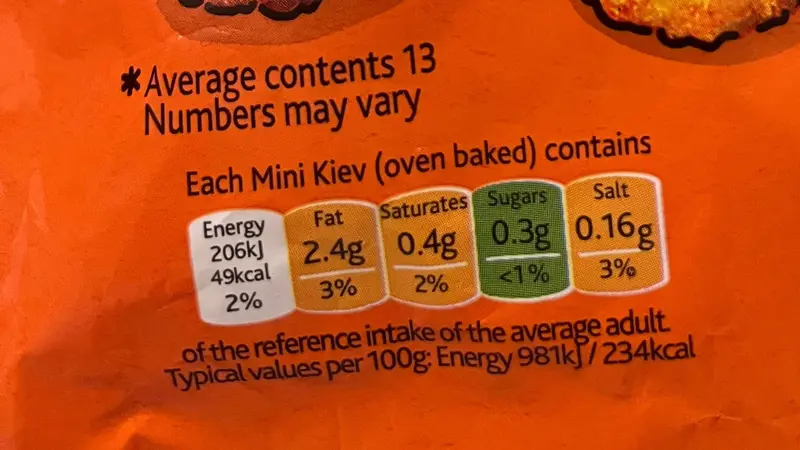 *Average contents 13
Numbers may vary
Each Mini Kiev (oven baked) contains
Energy
206kJ
49kcal
2%
Fat
2.4g
3%
Saturates
0.4g
2%
Sugars
0.3g
<1%
Salt
0.16g
3%
of the reference intake of the average adult.
Typical values per 100g: Energy 981kJ / 234kcal